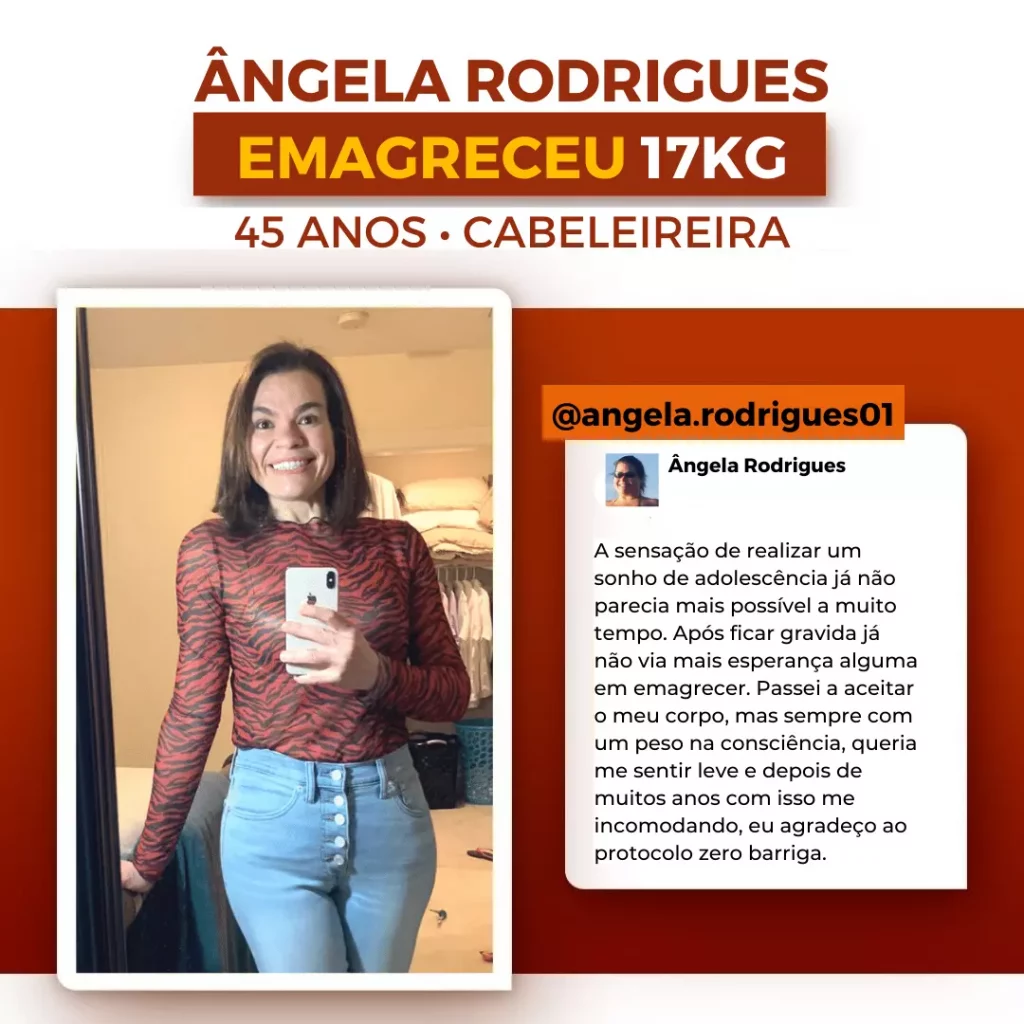 ÂNGELA RODRIGUES
EMAGRECEU 17KG
45 ANOS • CABELEIREIRA
@angela.rodrigues01
Ângela Rodrigues
A sensação de realizar um
sonho de adolescência já não
parecia mais possível a muito
tempo. Após ficar gravida já
não via mais esperança alguma
em emagrecer. Passei a aceitar
o meu corpo, mas sempre com
um peso na consciência, queria
me sentir leve e depois de
muitos anos com isso me
incomodando, eu agradeço ao
protocolo zero barriga.